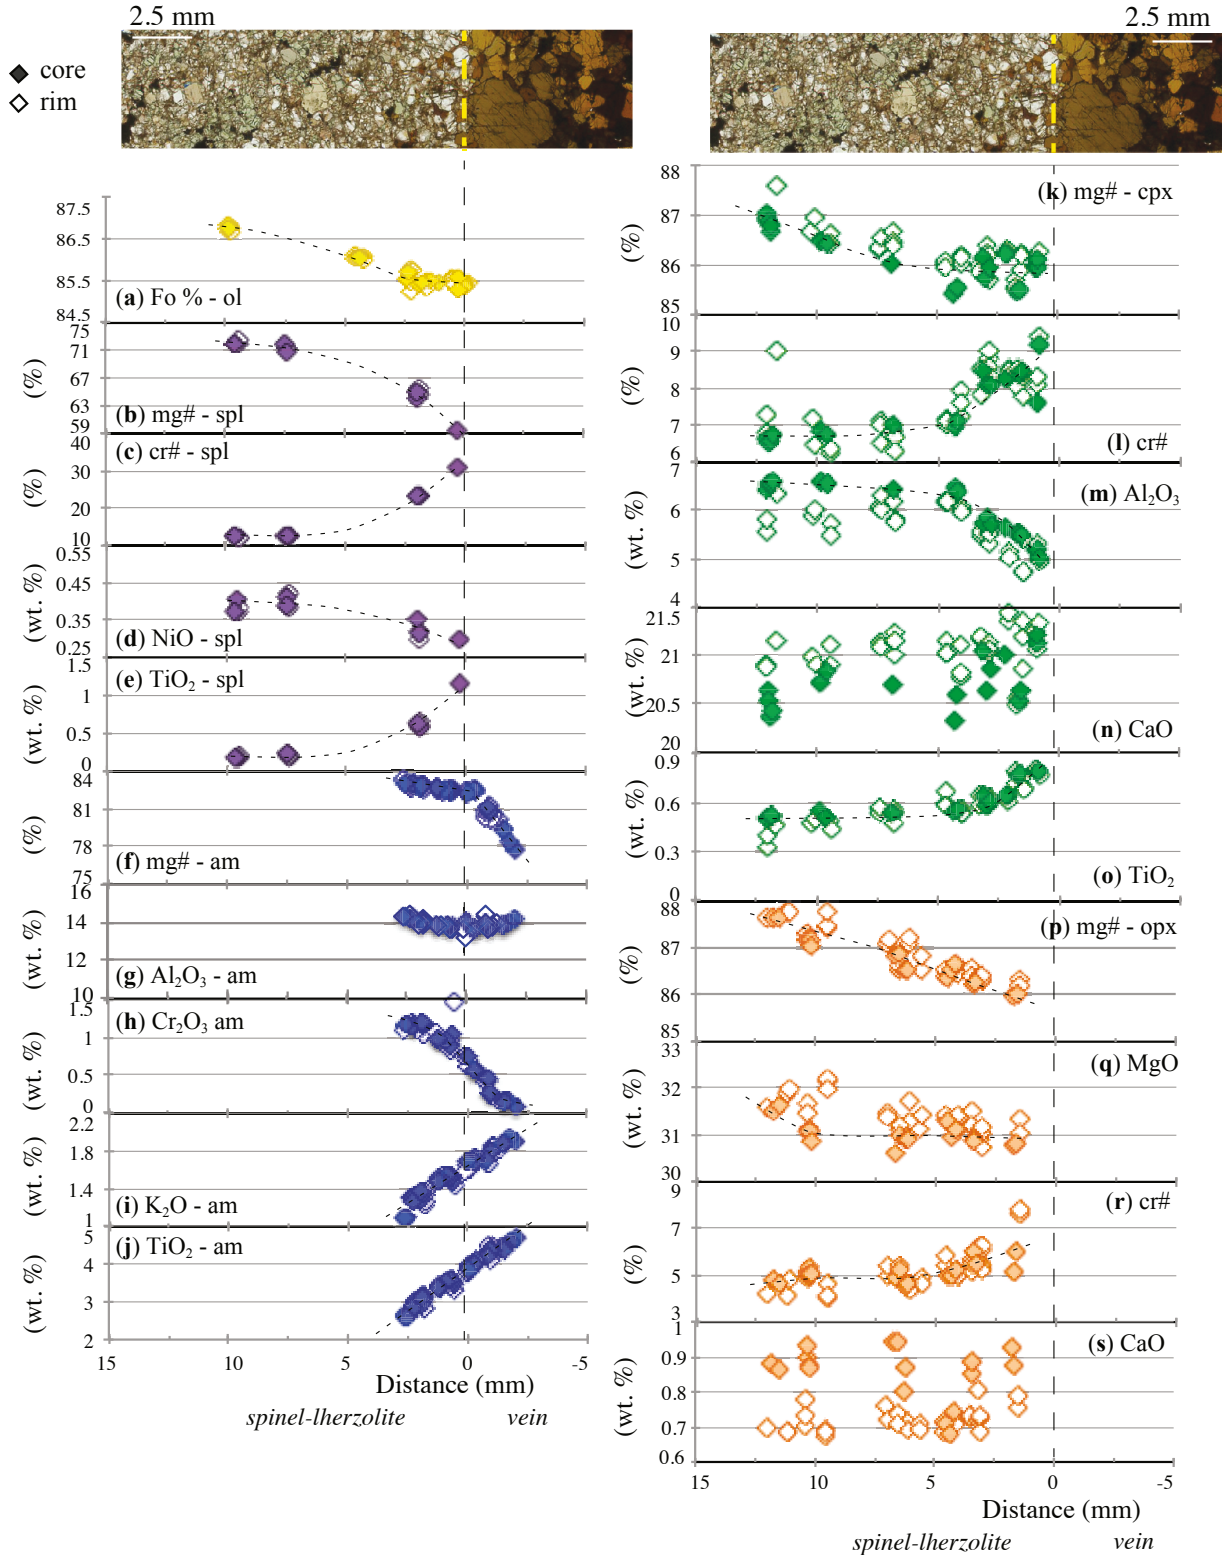 2.5 mm
2.5 mm
core
rim
87.5
86.5
85.5
84.5
(a) Fo % - ol
75
71
67
63
59
(%)
(b) mg# - spl
40
30
20
10
(%)
(c) cr# - spl
0.55
0.45
0.35
0.25
(wt. %)
(d) NiO - spl
1.5
1
0.5
0
(wt. %)
(e) TiO2 - spl
84
81
78
75
(%)
(f) mg# - am
16
14
12
10
(g) Al2O3 - am
1.5
1
0.5
0
(wt. %)
(h) Cr2O3 am
2.2
1.8
1.4
1
(wt. %)
(i) K2O - am
5
4
3
2
(wt. %)
(j) TiO2 - am
15
10
5
0
-5
Distance (mm)
spinel-lherzolite
vein
88
87
86
85
(%)
(k) mg# - cpx
10
9
8
7
6
(%)
(l) cr#
7
6
5
4
(wt. %)
(m) Al2O3
21.5
21
20.5
20
(wt. %)
(n) CaO
0.9
0.6
0.3
0
(wt. %)
(o) TiO2
88
87
86
85
(%)
(p) mg# - opx
33
32
31
30
(wt. %)
(q) MgO
9
7
5
3
(%)
(r) cr#
1
0.9
0.8
0.7
0.6
(wt. %)
(s) CaO
15
10
5
0
-5
Distance (mm)
spinel-lherzolite
vein